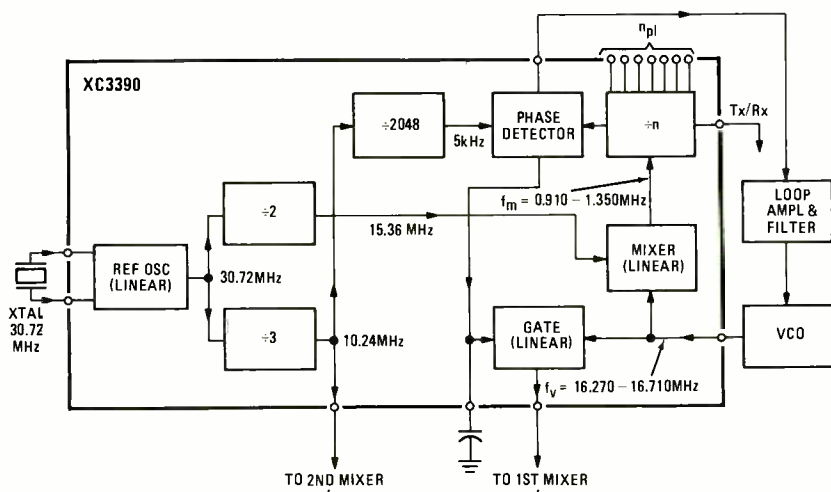 n_pl
XC3390
÷2048
5kHz
PHASE
DETECTOR
÷n
Tx/Rx
f_m = 0.910 – 1.350MHz
LOOP
AMPL &
FILTER
÷2
15.36 MHz
MIXER
(LINEAR)
REF OSC
(LINEAR)
30.72MHz
XTAL
30.72
MHz
÷3
10.24MHz
GATE
(LINEAR)
VCO
f_v = 16.270 – 16.710MHz
TO 2ND MIXER
TO 1ST MIXER